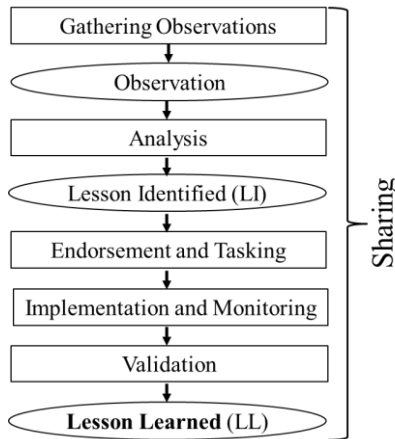 Gathering Observations
Observation
Analysis
Lesson Identified (LI)
Endorsement and Tasking
Implementation and Monitoring
Validation
Lesson Learned (LL)
Sharing